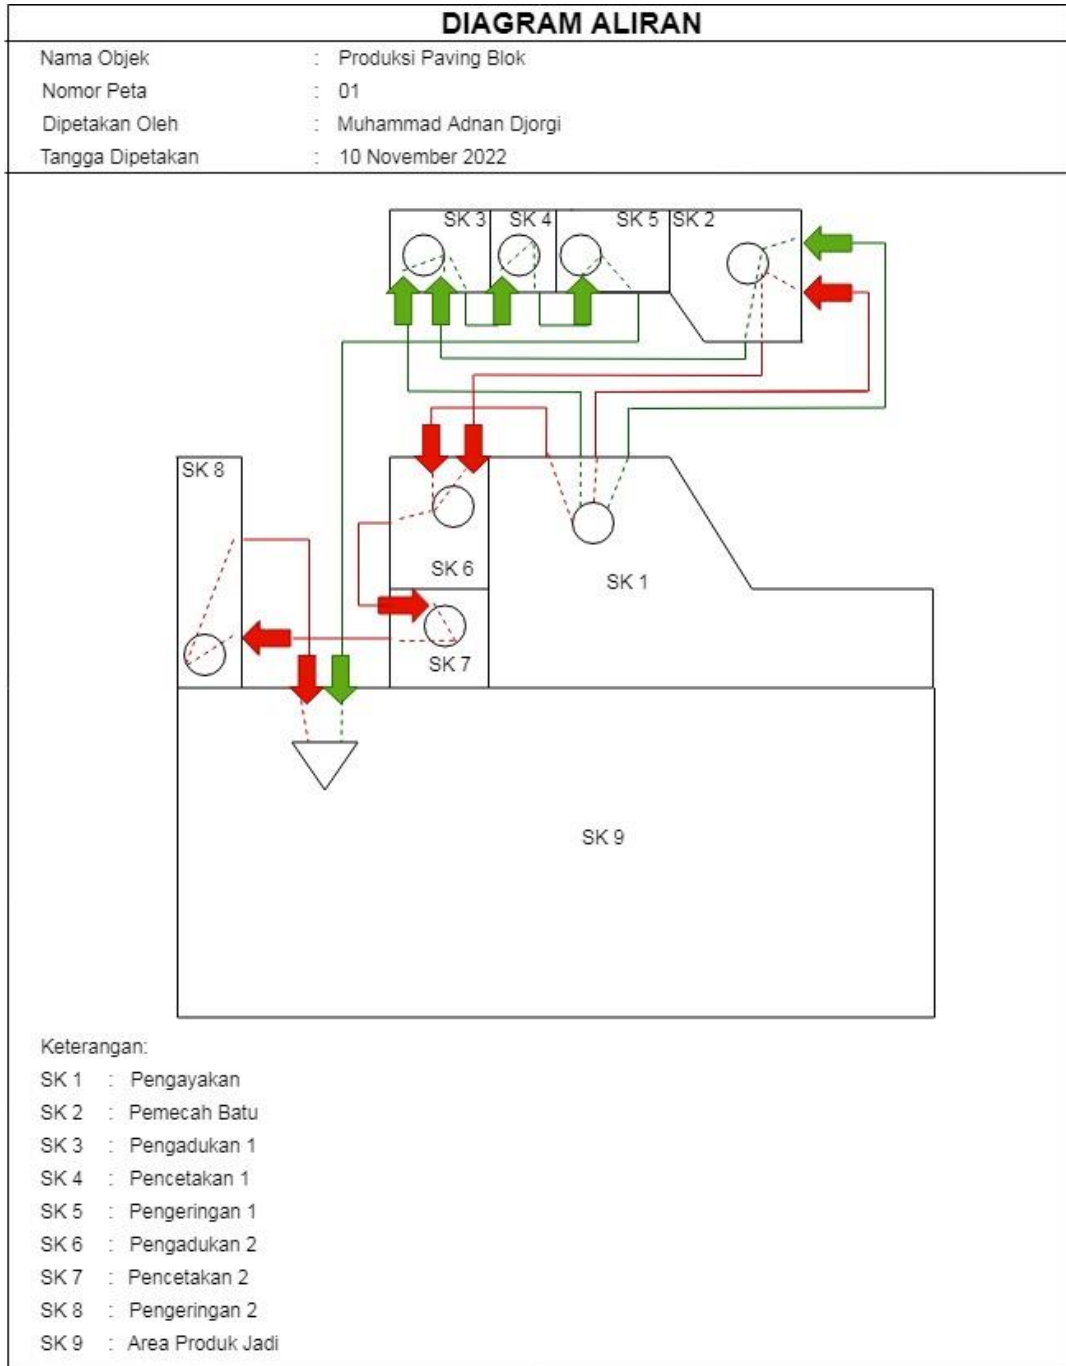 DIAGRAM ALIRAN
Nama Objek : Produksi Paving Blok
Nomor Peta : 01
Dipetakan Oleh : Muhammad Adnan Djorgi
Tangga Dipetakan : 10 November 2022
SK 3 SK 4 SK 5 SK 2
SK 8
SK 6
SK 1
SK 7
SK 9
Keterangan:
SK 1 : Pengayakan
SK 2 : Pemecah Batu
SK 3 : Pengadukan 1
SK 4 : Pencetakan 1
SK 5 : Pengeringan 1
SK 6 : Pengadukan 2
SK 7 : Pencetakan 2
SK 8 : Pengeringan 2
SK 9 : Area Produk Jadi